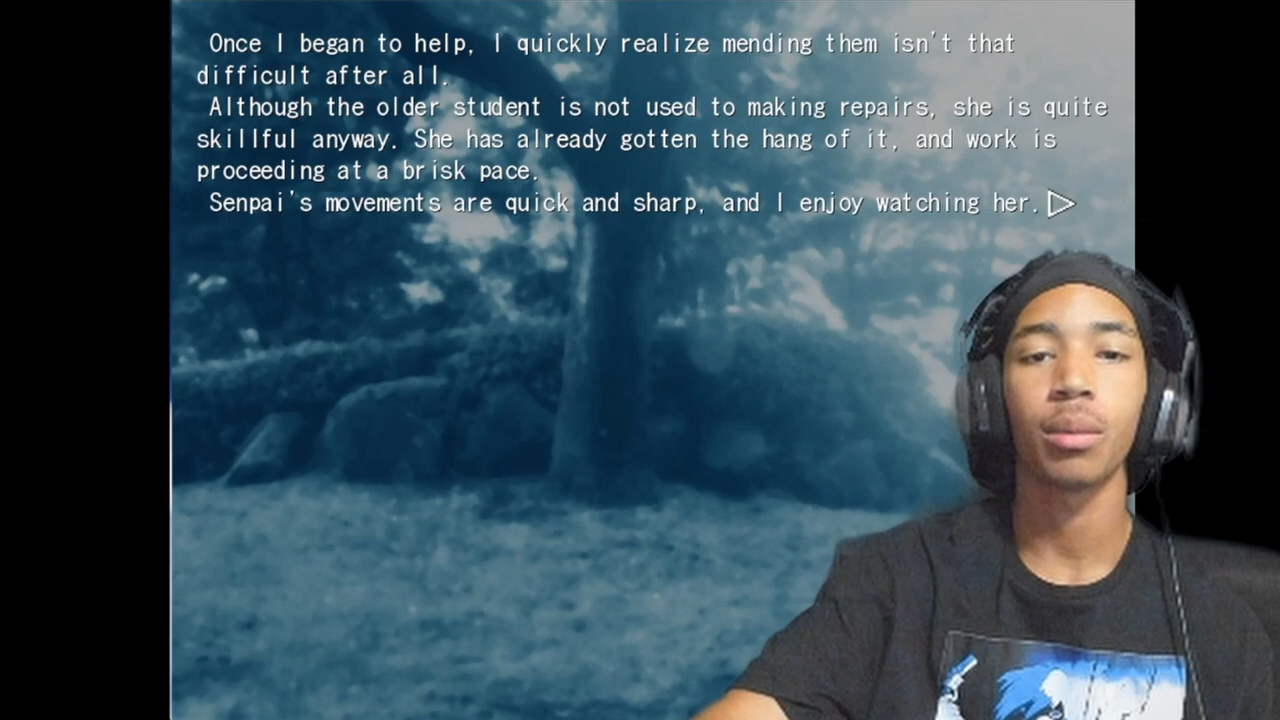 Once I began to help, I quickly realize mending them isn't that
difficult after all.
Although the older student is not used to making repairs, she is quite
skillful anyway. She has already gotten the hang of it, and work is
proceeding at a brisk pace.
Senpai's movements are quick and sharp, and I enjoy watching her.